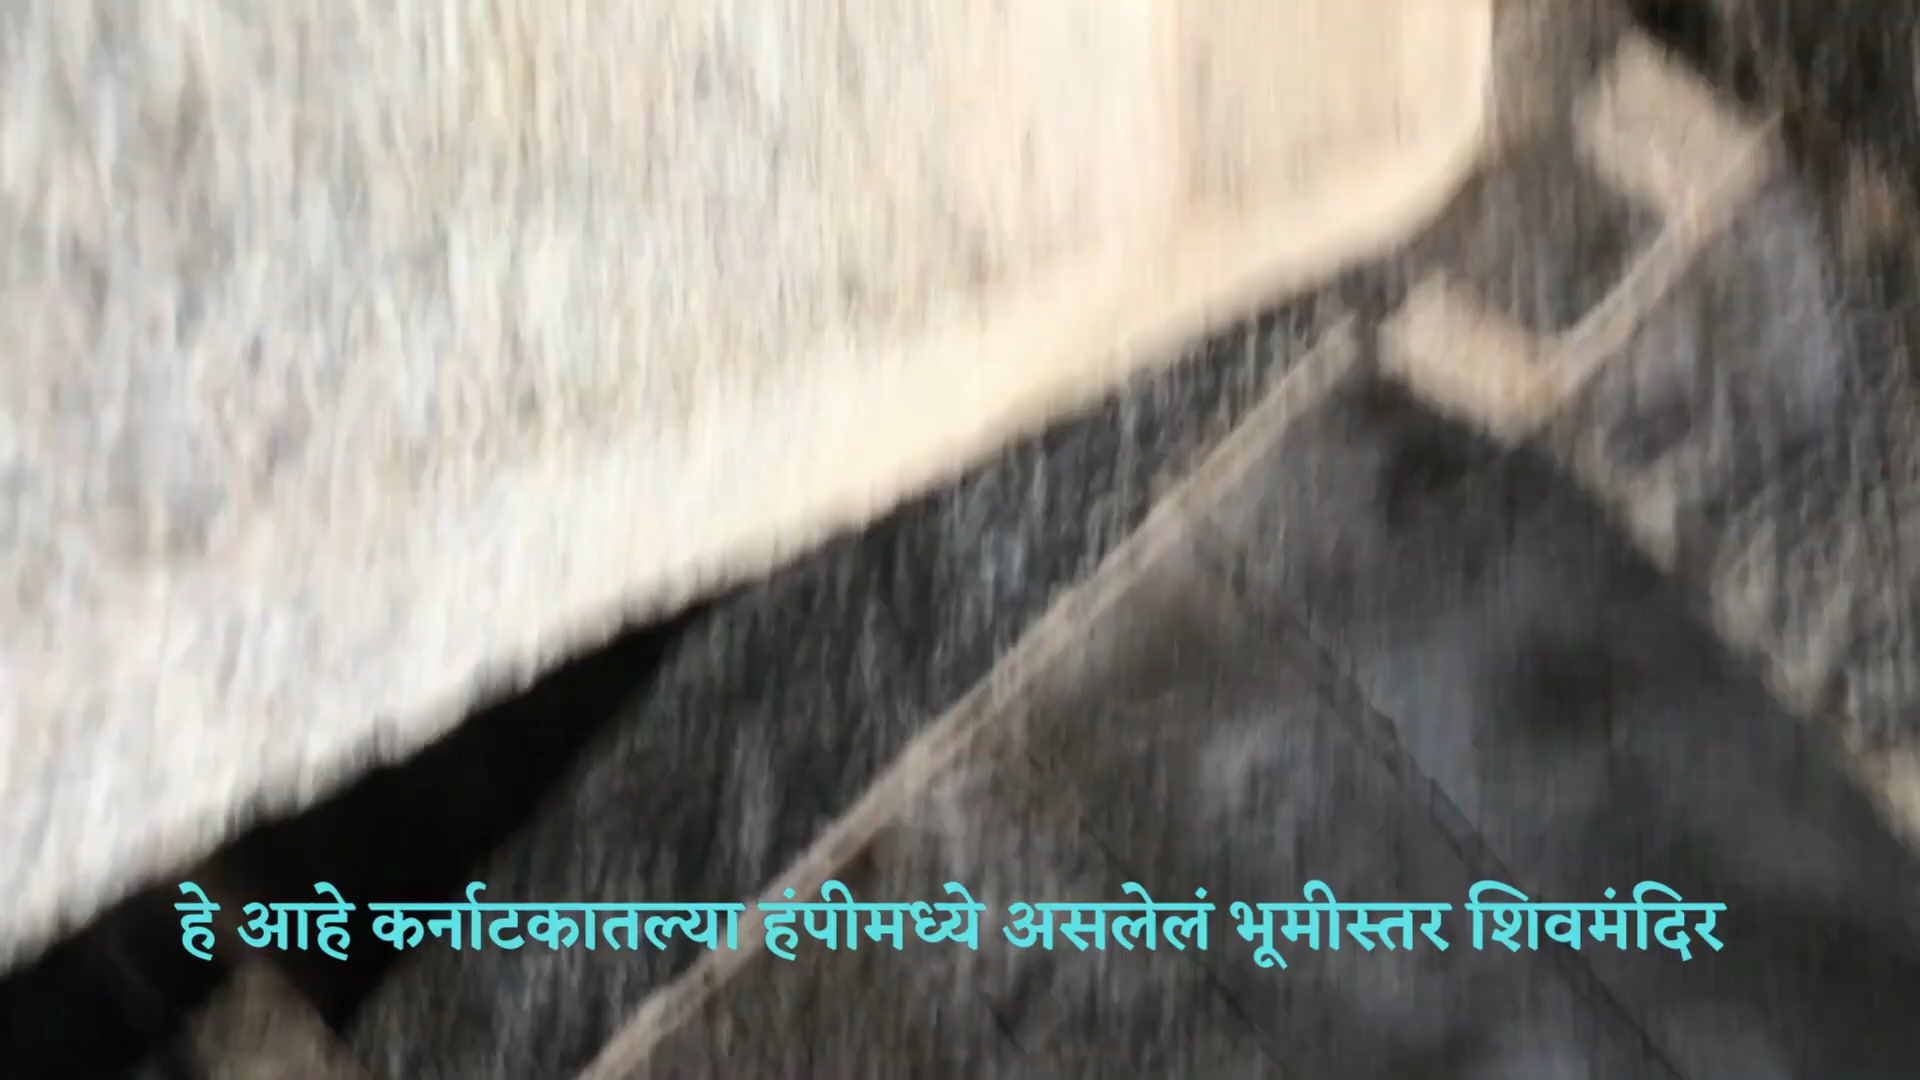 हे आहे कर्नाटकातल्या हंपीमध्ये असलेलं भूमीस्तर शिवमंदिर